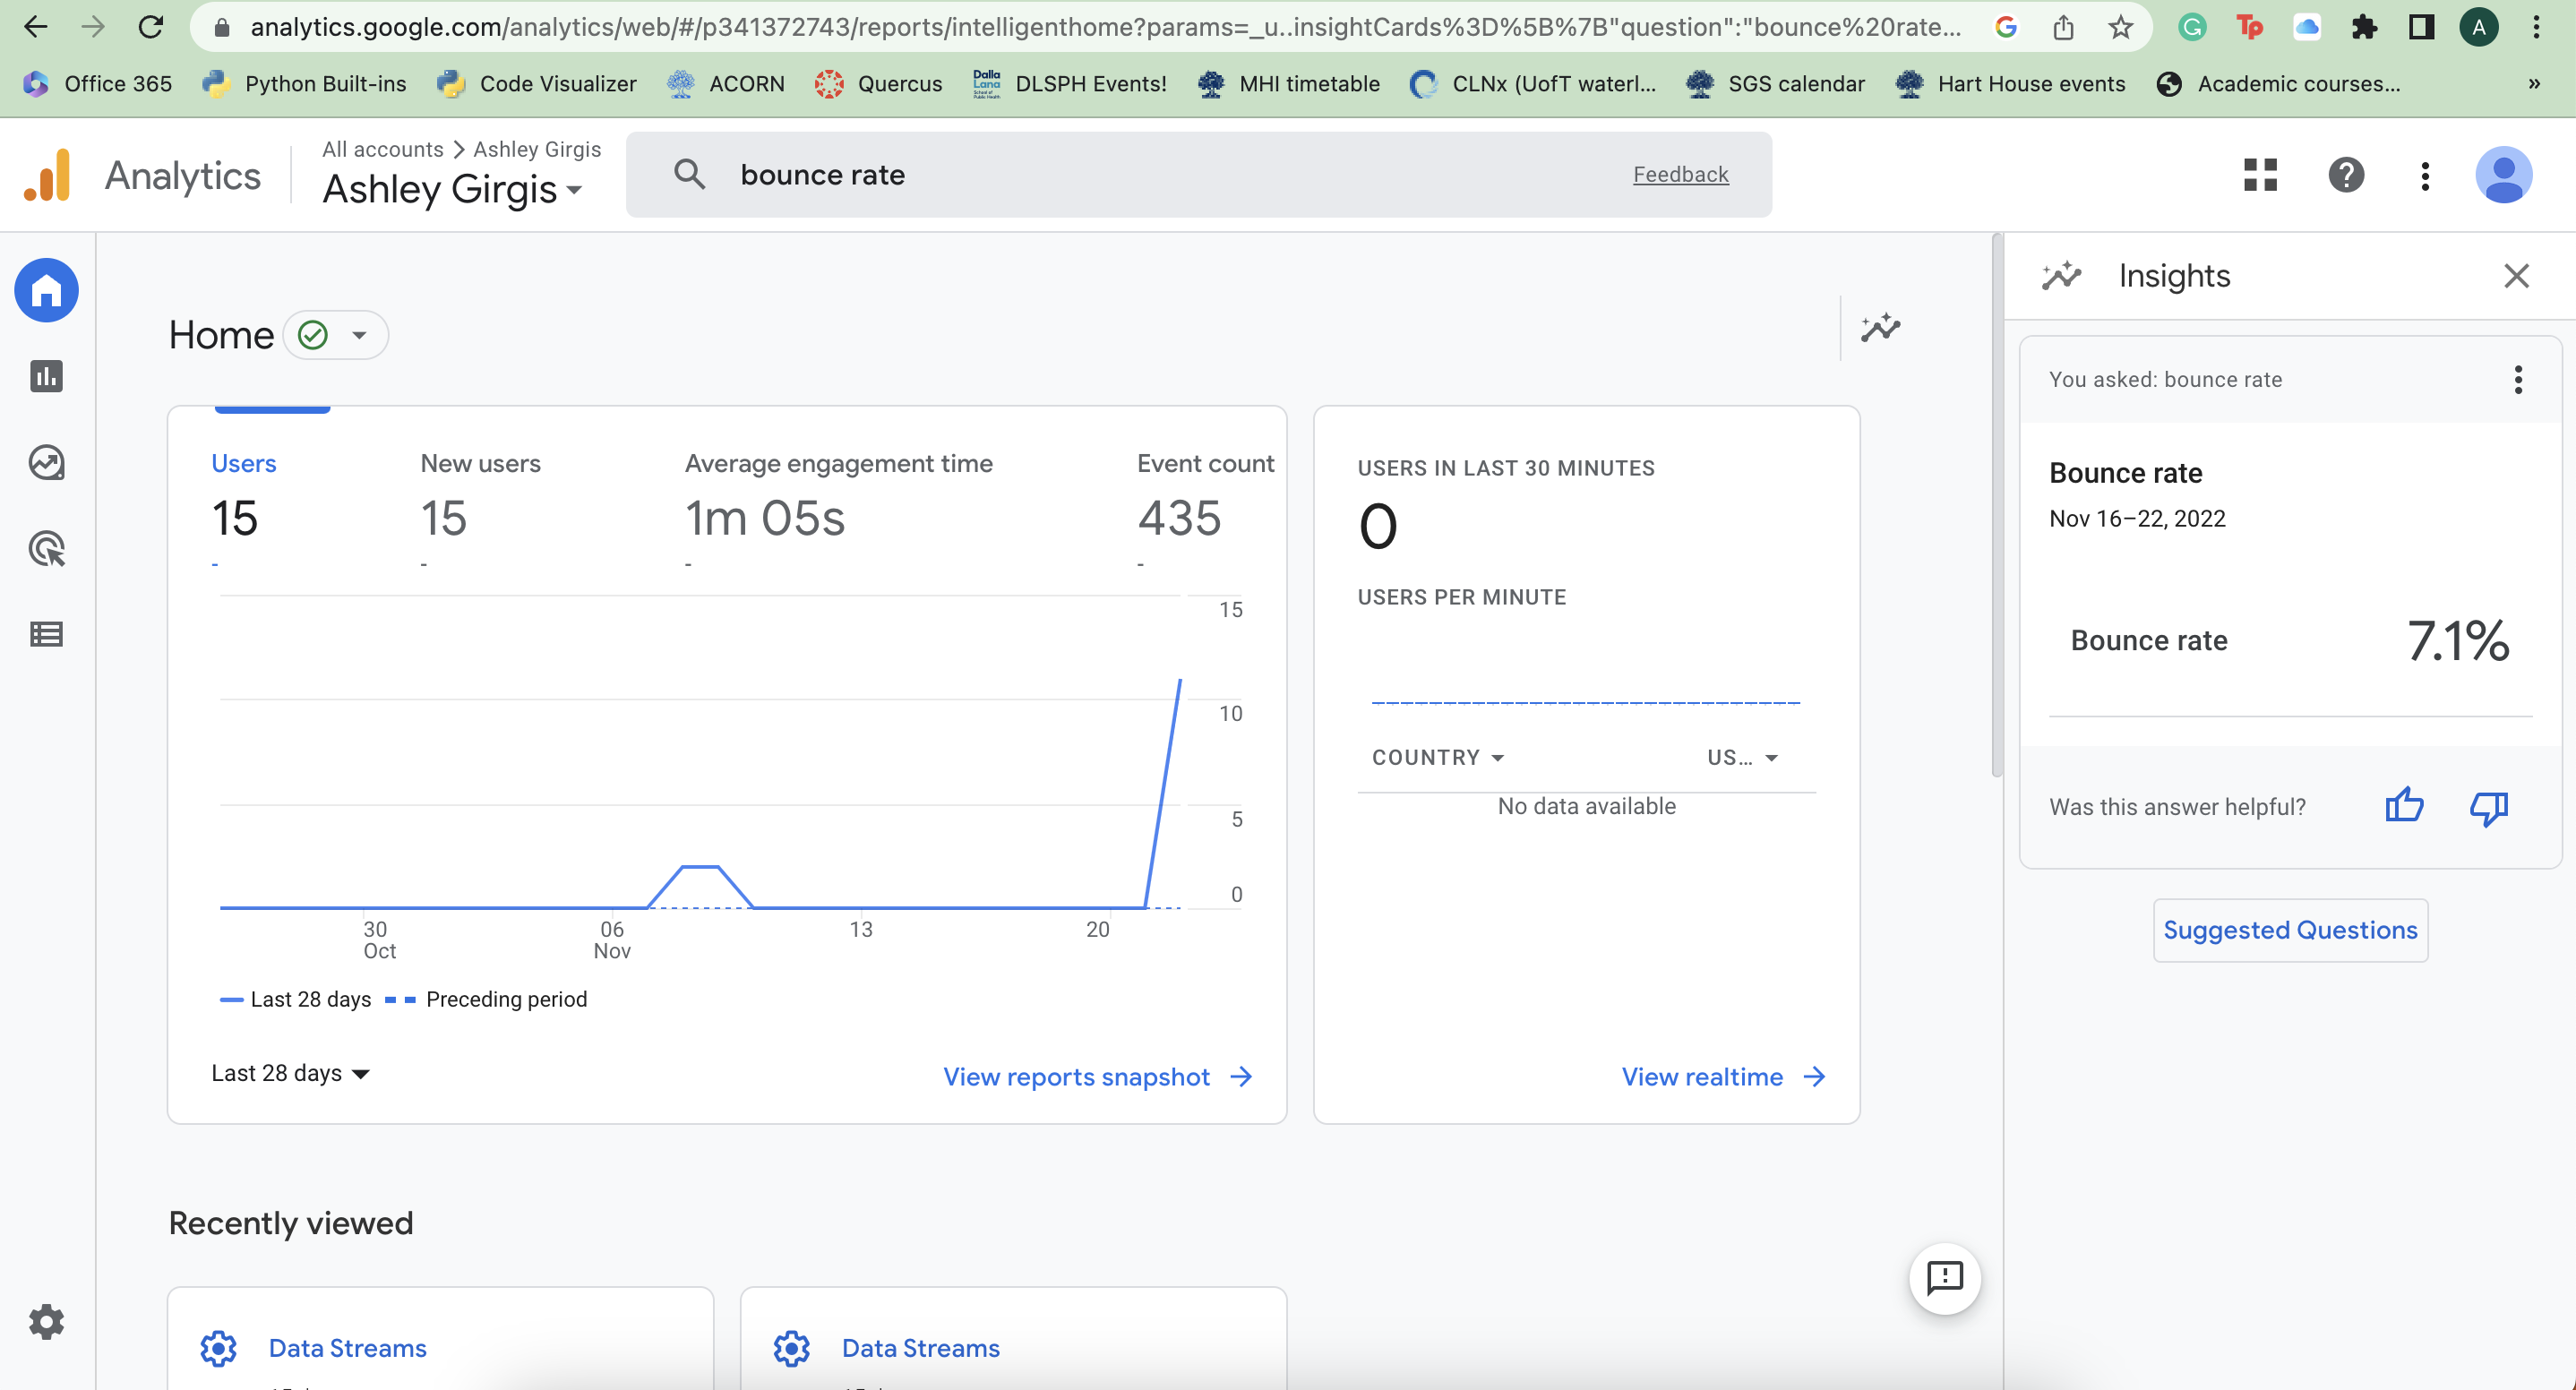 analytics.google.com/analytics/web/#/p341372743/reports/intelligenthome?params=_u..insightCards%3D%5B%7B"question":"bounce%20rate...
Office 365 Python Built-ins Code Visualizer ACORN Quercus DLSPH Events! MHI timetable CLNx (UofT waterl... SGS calendar Hart House events Academic courses... »
Analytics
All accounts > Ashley Girgis
Ashley Girgis
bounce rate
Feedback
A
Home
Users New users Average engagement time Event count
15 15 1m 05s 435
- - - -
15
10
5
0
30 06 13 20
Oct Nov
Last 28 days Preceding period
Last 28 days
View reports snapshot
USERS IN LAST 30 MINUTES
0
USERS PER MINUTE
COUNTRY US...
No data available
View realtime
Insights
You asked: bounce rate
Bounce rate
Nov 16–22, 2022
Bounce rate 7.1%
Was this answer helpful?
Suggested Questions
Recently viewed
Data Streams
Data Streams